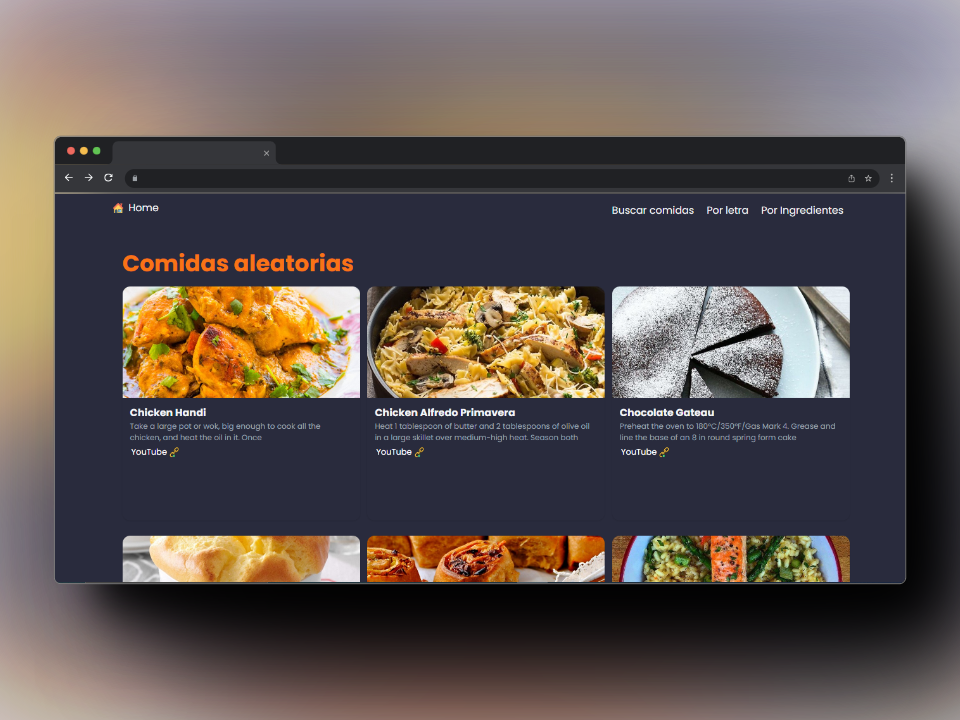 Home
Buscar comidas Por letra Por Ingredientes
Comidas aleatorias
Chicken Handi
Take a large pot or wok, big enough to cook all the
chicken, and heat the oil in it. Once
YouTube
Chicken Alfredo Primavera
Heat 1 tablespoon of butter and 2 tablespoons of olive oil
in a large skillet over medium-high heat. Season both
YouTube
Chocolate Gateau
Preheat the oven to 180°C/350°F/Gas Mark 4. Grease and
line the base of an 8 in round spring form cake
YouTube